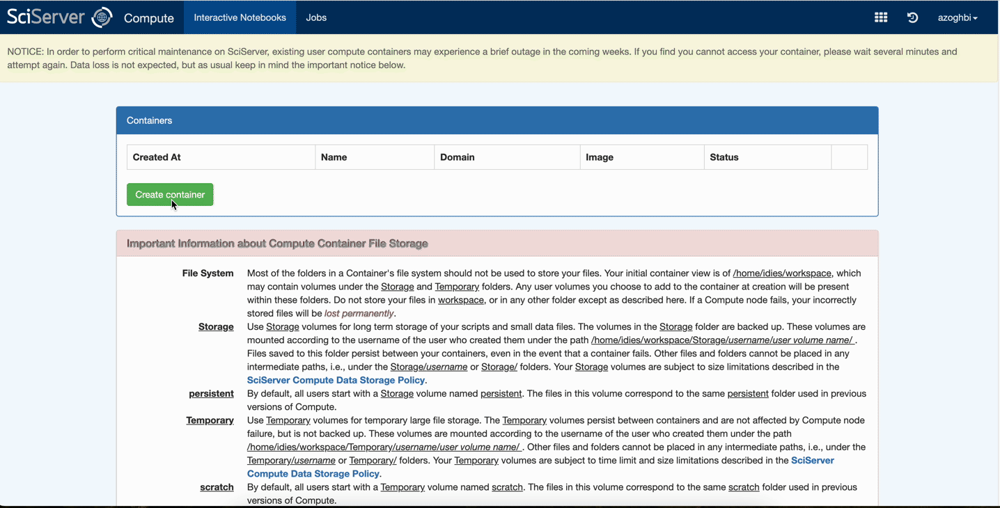 SciServer Compute Interactive Notebooks Jobs azoghbi
NOTICE: In order to perform critical maintenance on SciServer, existing user compute containers may experience a brief outage in the coming weeks. If you find you cannot access your container, please wait several minutes and
attempt again. Data loss is not expected, but as usual keep in mind the important notice below.
Containers
Created At Name Domain Image Status
Create container
Important Information about Compute Container File Storage
File System Most of the folders in a Container's file system should not be used to store your files. Your initial container view is of /home/idies/workspace, which
may contain volumes under the Storage and Temporary folders. Any user volumes you choose to add to the container at creation will be present
within these folders. Do not store your files in workspace, or in any other folder except as described here. If a Compute node fails, your incorrectly
stored files will be lost permanently.
Storage Use Storage volumes for long term storage of your scripts and small data files. The volumes in the Storage folder are backed up. These volumes are
mounted according to the username of the user who created them under the path /home/idies/workspace/Storage/username/user volume name/ .
Files saved to this folder persist between your containers, even in the event that a container fails. Other files and folders cannot be placed in any
intermediate paths, i.e., under the Storage/username or Storage/ folders. Your Storage volumes are subject to size limitations described in the
SciServer Compute Data Storage Policy.
persistent By default, all users start with a Storage volume named persistent. The files in this volume correspond to the same persistent folder used in previous
versions of Compute.
Temporary Use Temporary volumes for temporary large file storage. The Temporary volumes persist between containers and are not affected by Compute node
failure, but is not backed up. These volumes are mounted according to the username of the user who created them under the path
/home/idies/workspace/Temporary/username/user volume name/ . Other files and folders cannot be placed in any intermediate paths, i.e., under the
Temporary/username or Temporary/ folders. Your Temporary volumes are subject to time limit and size limitations described in the SciServer
Compute Data Storage Policy.
scratch By default, all users start with a Temporary volume named scratch. The files in this volume correspond to the same scratch folder used in previous
versions of Compute.